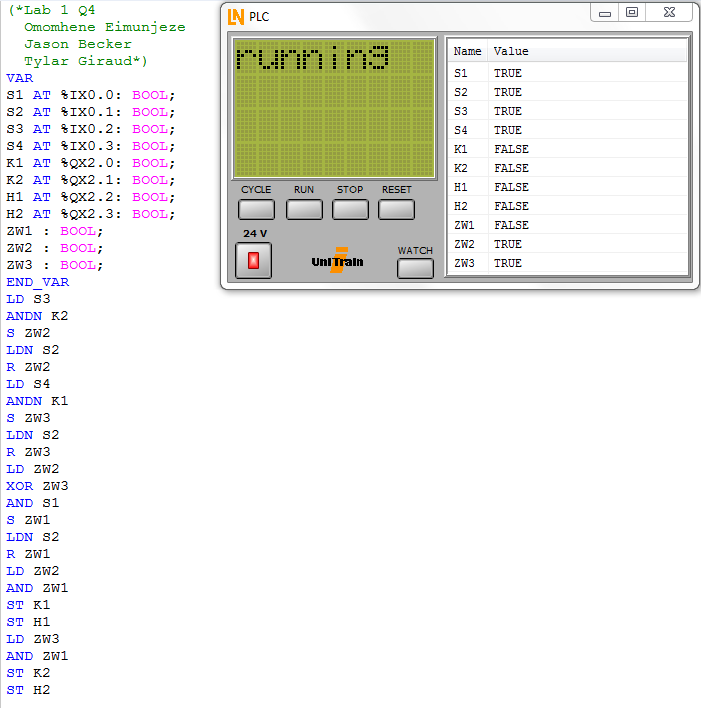 (*Lab 1 Q4
Omomhene Eimunjeze
Jason Becker
Tylar Giraud*)
VAR
S1 AT %IX0.0: BOOL;
S2 AT %IX0.1: BOOL;
S3 AT %IX0.2: BOOL;
S4 AT %IX0.3: BOOL;
K1 AT %QX2.0: BOOL;
K2 AT %QX2.1: BOOL;
H1 AT %QX2.2: BOOL;
H2 AT %QX2.3: BOOL;
ZW1 : BOOL;
ZW2 : BOOL;
ZW3 : BOOL;
END_VAR
LD S3
ANDN K2
S ZW2
LDN S2
R ZW2
LD S4
ANDN K1
S ZW3
LDN S2
R ZW3
LD ZW2
XOR ZW3
AND S1
S ZW1
LDN S2
R ZW1
LD ZW2
AND ZW1
ST K1
ST H1
LD ZW3
AND ZW1
ST K2
ST H2
LN PLC
running
CYCLE RUN STOP RESET
24 V
UniTrain
WATCH
Name Value
S1 TRUE
S2 TRUE
S3 TRUE
S4 TRUE
K1 FALSE
K2 FALSE
H1 FALSE
H2 FALSE
ZW1 FALSE
ZW2 TRUE
ZW3 TRUE